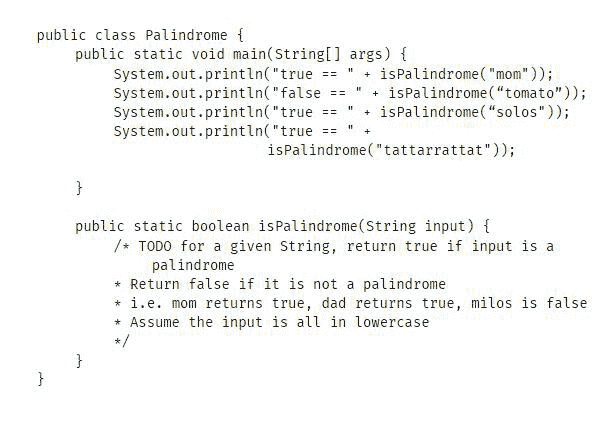 public class Palindrome {
public static void main(String[] args) {
System.out.println("true == " + isPalindrome("mom"));
System.out.println("false == " + isPalindrome(“tomato”));
System.out.println("true == " + isPalindrome(“solos"));
System.out.println("true == " +
isPalindrome("tattarrattat"));
}
public static boolean isPalindrome(String input) {
/* TODO for a given String, return true if input is a
palindrome
* Return false if it is not a palindrome
* i.e. mom returns true, dad returns true, milos is false
* Assume the input is all in lowercase
*/
}
}